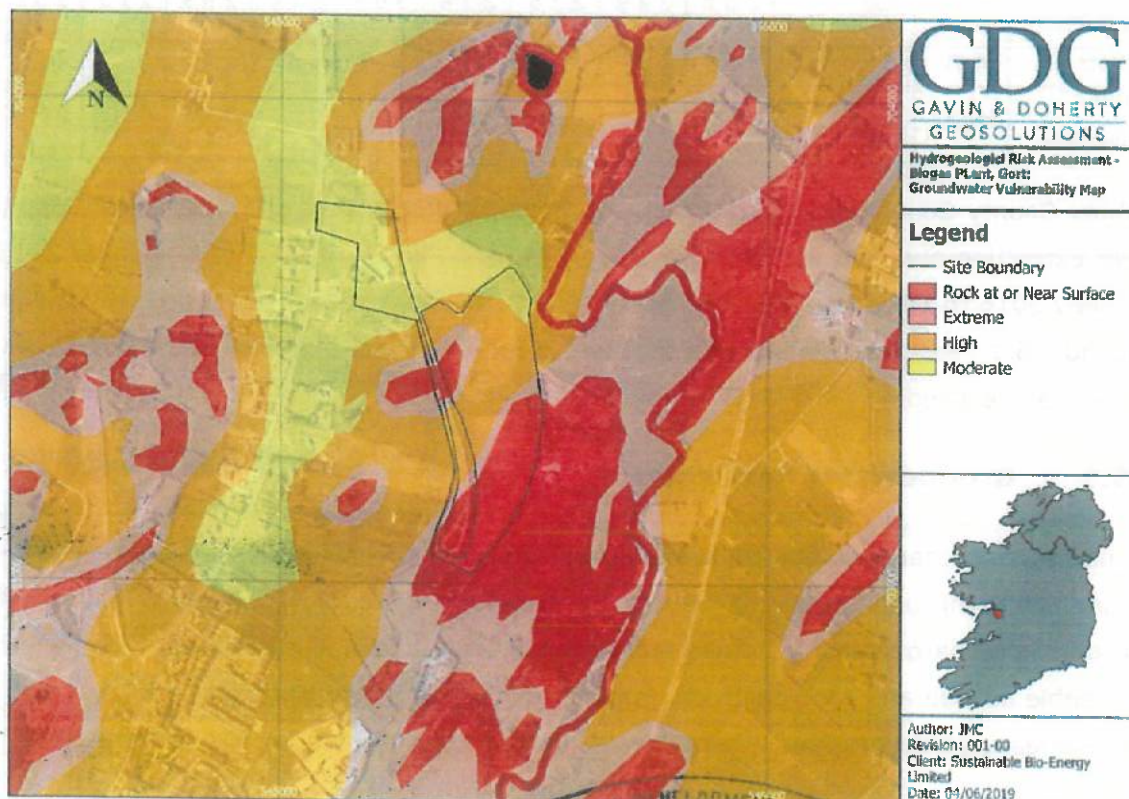 N
GDG
GAVIN & DOHERTY
GEOSOLUTIONS
Hydrogeologicl Risk Assessment -
Biogas PLant, Gort:
Groundwater Vulnerability Map
Legend
Site Boundary
Rock at or Near Surface
Extreme
High
Moderate
Author: JMC
Revision: 001-00
Client: Sustainable Bio-Energy
Limited
Date: 04/06/2019